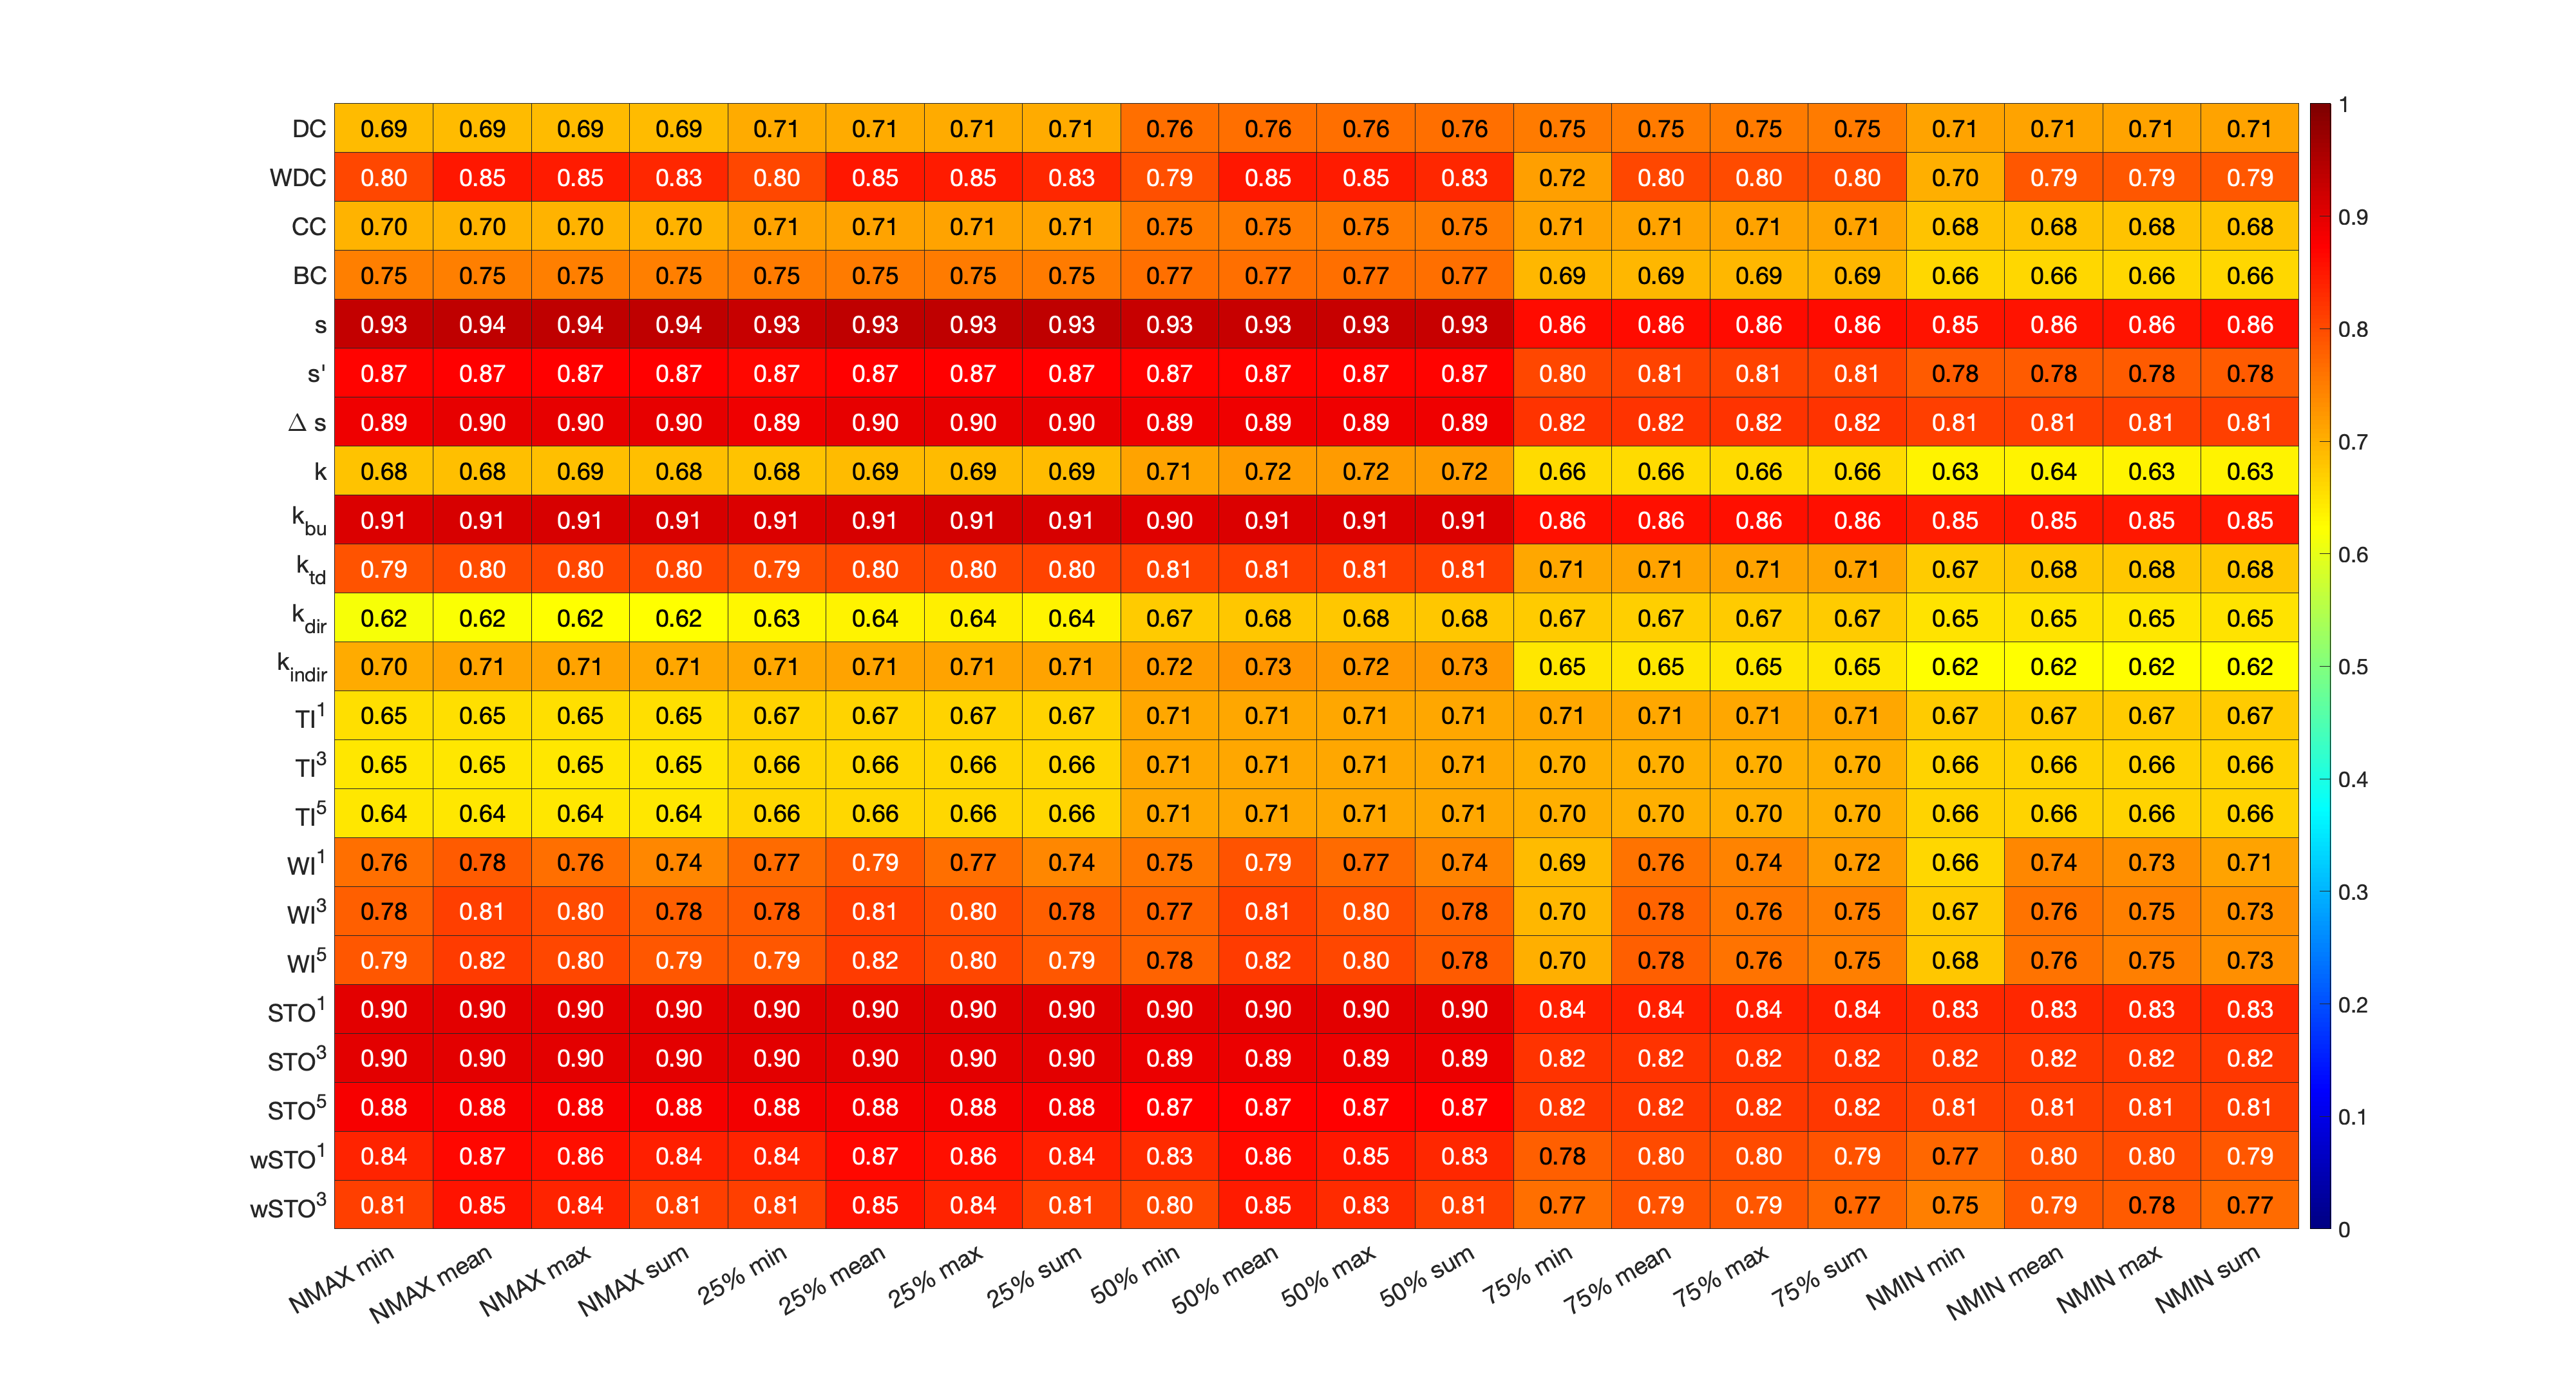 DC 0.69 0.69 0.69 0.69 0.71 0.71 0.71 0.71 0.76 0.76 0.76 0.76 0.75 0.75 0.75 0.75 0.71 0.71 0.71 0.71
WDC 0.80 0.85 0.85 0.83 0.80 0.85 0.85 0.83 0.79 0.85 0.85 0.83 0.72 0.80 0.80 0.80 0.70 0.79 0.79 0.79
CC 0.70 0.70 0.70 0.70 0.71 0.71 0.71 0.71 0.75 0.75 0.75 0.75 0.71 0.71 0.71 0.71 0.68 0.68 0.68 0.68
BC 0.75 0.75 0.75 0.75 0.75 0.75 0.75 0.75 0.77 0.77 0.77 0.77 0.69 0.69 0.69 0.69 0.66 0.66 0.66 0.66
s 0.93 0.94 0.94 0.94 0.93 0.93 0.93 0.93 0.93 0.93 0.93 0.93 0.86 0.86 0.86 0.86 0.85 0.86 0.86 0.86
s' 0.87 0.87 0.87 0.87 0.87 0.87 0.87 0.87 0.87 0.87 0.87 0.87 0.80 0.81 0.81 0.81 0.78 0.78 0.78 0.78
Δ s 0.89 0.90 0.90 0.90 0.89 0.90 0.90 0.90 0.89 0.89 0.89 0.89 0.82 0.82 0.82 0.82 0.81 0.81 0.81 0.81
k 0.68 0.68 0.69 0.68 0.68 0.69 0.69 0.69 0.71 0.72 0.72 0.72 0.66 0.66 0.66 0.66 0.63 0.64 0.63 0.63
k_bu 0.91 0.91 0.91 0.91 0.91 0.91 0.91 0.91 0.90 0.91 0.91 0.91 0.86 0.86 0.86 0.86 0.85 0.85 0.85 0.85
k_td 0.79 0.80 0.80 0.80 0.79 0.80 0.80 0.80 0.81 0.81 0.81 0.81 0.71 0.71 0.71 0.71 0.67 0.68 0.68 0.68
k_dir 0.62 0.62 0.62 0.62 0.63 0.64 0.64 0.64 0.67 0.68 0.68 0.68 0.67 0.67 0.67 0.67 0.65 0.65 0.65 0.65
k_indir 0.70 0.71 0.71 0.71 0.71 0.71 0.71 0.71 0.72 0.73 0.72 0.73 0.65 0.65 0.65 0.65 0.62 0.62 0.62 0.62
TI¹ 0.65 0.65 0.65 0.65 0.67 0.67 0.67 0.67 0.71 0.71 0.71 0.71 0.71 0.71 0.71 0.71 0.67 0.67 0.67 0.67
TI³ 0.65 0.65 0.65 0.65 0.66 0.66 0.66 0.66 0.71 0.71 0.71 0.71 0.70 0.70 0.70 0.70 0.66 0.66 0.66 0.66
TI⁵ 0.64 0.64 0.64 0.64 0.66 0.66 0.66 0.66 0.71 0.71 0.71 0.71 0.70 0.70 0.70 0.70 0.66 0.66 0.66 0.66
WI¹ 0.76 0.78 0.76 0.74 0.77 0.79 0.77 0.74 0.75 0.79 0.77 0.74 0.69 0.76 0.74 0.72 0.66 0.74 0.73 0.71
WI³ 0.78 0.81 0.80 0.78 0.78 0.81 0.80 0.78 0.77 0.81 0.80 0.78 0.70 0.78 0.76 0.75 0.67 0.76 0.75 0.73
WI⁵ 0.79 0.82 0.80 0.79 0.79 0.82 0.80 0.79 0.78 0.82 0.80 0.78 0.70 0.78 0.76 0.75 0.68 0.76 0.75 0.73
STO¹ 0.90 0.90 0.90 0.90 0.90 0.90 0.90 0.90 0.90 0.90 0.90 0.90 0.84 0.84 0.84 0.84 0.83 0.83 0.83 0.83
STO³ 0.90 0.90 0.90 0.90 0.90 0.90 0.90 0.90 0.89 0.89 0.89 0.89 0.82 0.82 0.82 0.82 0.82 0.82 0.82 0.82
STO⁵ 0.88 0.88 0.88 0.88 0.88 0.88 0.88 0.88 0.87 0.87 0.87 0.87 0.82 0.82 0.82 0.82 0.81 0.81 0.81 0.81
wSTO¹ 0.84 0.87 0.86 0.84 0.84 0.87 0.86 0.84 0.83 0.86 0.85 0.83 0.78 0.80 0.80 0.79 0.77 0.80 0.80 0.79
wSTO³ 0.81 0.85 0.84 0.81 0.81 0.85 0.84 0.81 0.80 0.85 0.83 0.81 0.77 0.79 0.79 0.77 0.75 0.79 0.78 0.77
NMAX min NMAX mean NMAX max NMAX sum 25% min 25% mean 25% max 25% sum 50% min 50% mean 50% max 50% sum 75% min 75% mean 75% max 75% sum NMIN min NMIN mean NMIN max NMIN sum
1
0.9
0.8
0.7
0.6
0.5
0.4
0.3
0.2
0.1
0